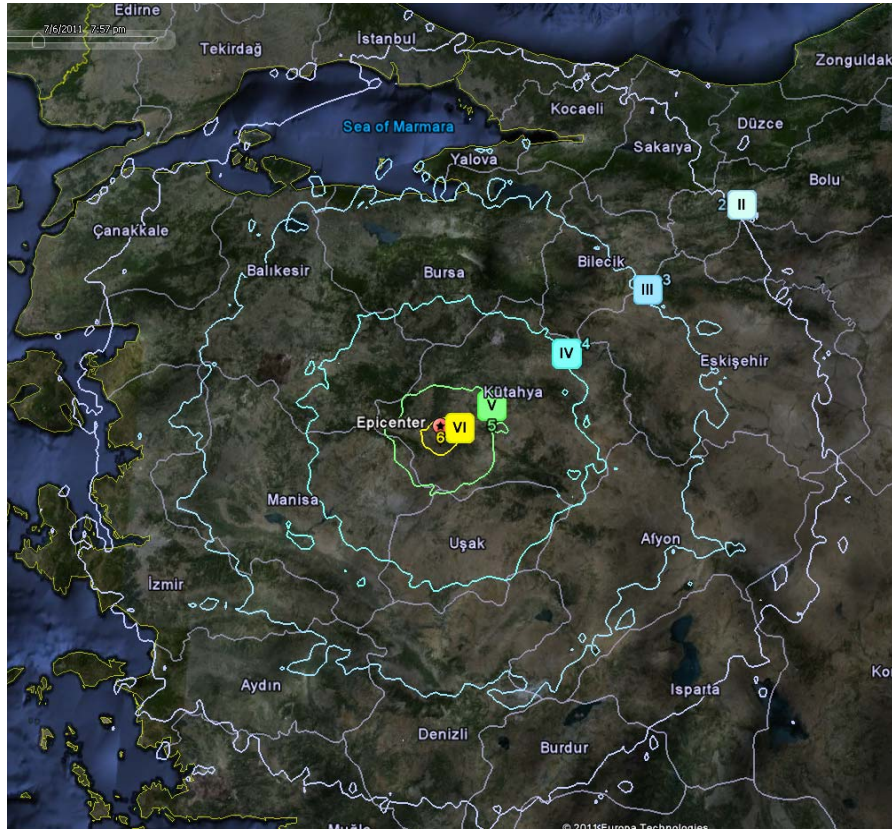 Edirne
7/6/2011 7:57 pm
Tekirdağ
İstanbul
Zonguldak
Kocaeli
Düzce
Sea of Marmara
Sakarya
Yalova
Bolu
2
II
Çanakkale
Balıkesir
Bursa
Bilecik
3
III
4
IV
Eskişehir
Kütahya
V
5
Epicenter
VI
6
Manisa
Uşak
Afyon
İzmir
Aydın
Isparta
Ko
Denizli
Burdur
Muğla
© 2011 Europa Technologies